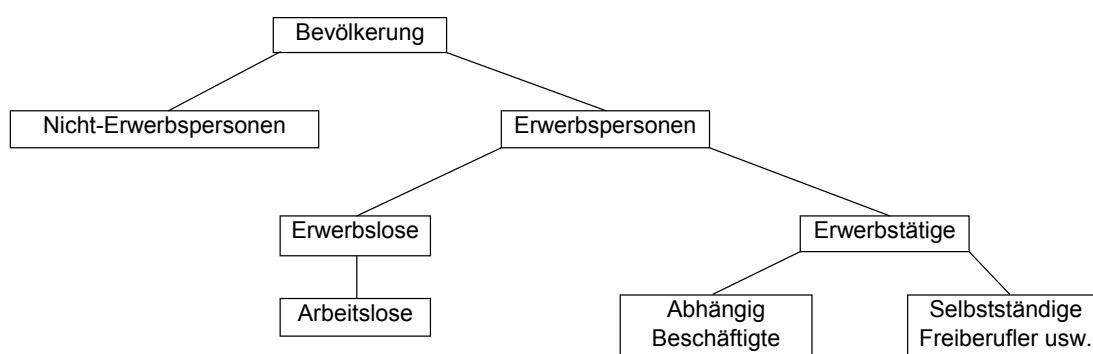 Bevölkerung
Nicht-Erwerbspersonen
Erwerbspersonen
Erwerbslose
Erwerbstätige
Arbeitslose
Abhängig
Beschäftigte
Selbstständige
Freiberufler usw.